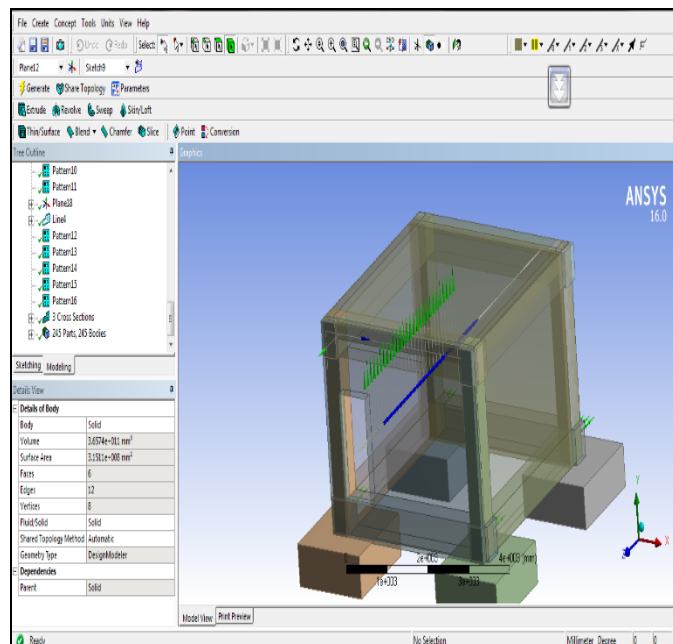 File Create Concept Tools Units View Help
Undo Redo Select:
Plane12 Sketch9
Generate Share Topology Parameters
Extrude Revolve Sweep Skin/Loft
Thin/Surface Blend Chamfer Slice Point Conversion
Tree Outline
Pattern10
Pattern11
Plane18
Line4
Pattern12
Pattern13
Pattern14
Pattern15
Pattern16
3 Cross Sections
245 Parts, 245 Bodies
Sketching Modeling
Details View
Details of Body
Body Solid
Volume 3.6574e+011 mm³
Surface Area 3.1511e+008 mm²
Faces 6
Edges 12
Vertices 8
Fluid/Solid Solid
Shared Topology Method Automatic
Geometry Type DesignModeler
Dependencies
Parent Solid
Graphics
ANSYS
16.0
Y
X
Z
0 2e+003 4e+003 (mm)
1e+003 3e+003
Model View Print Preview
Ready No Selection Millimeter Degree 0 0